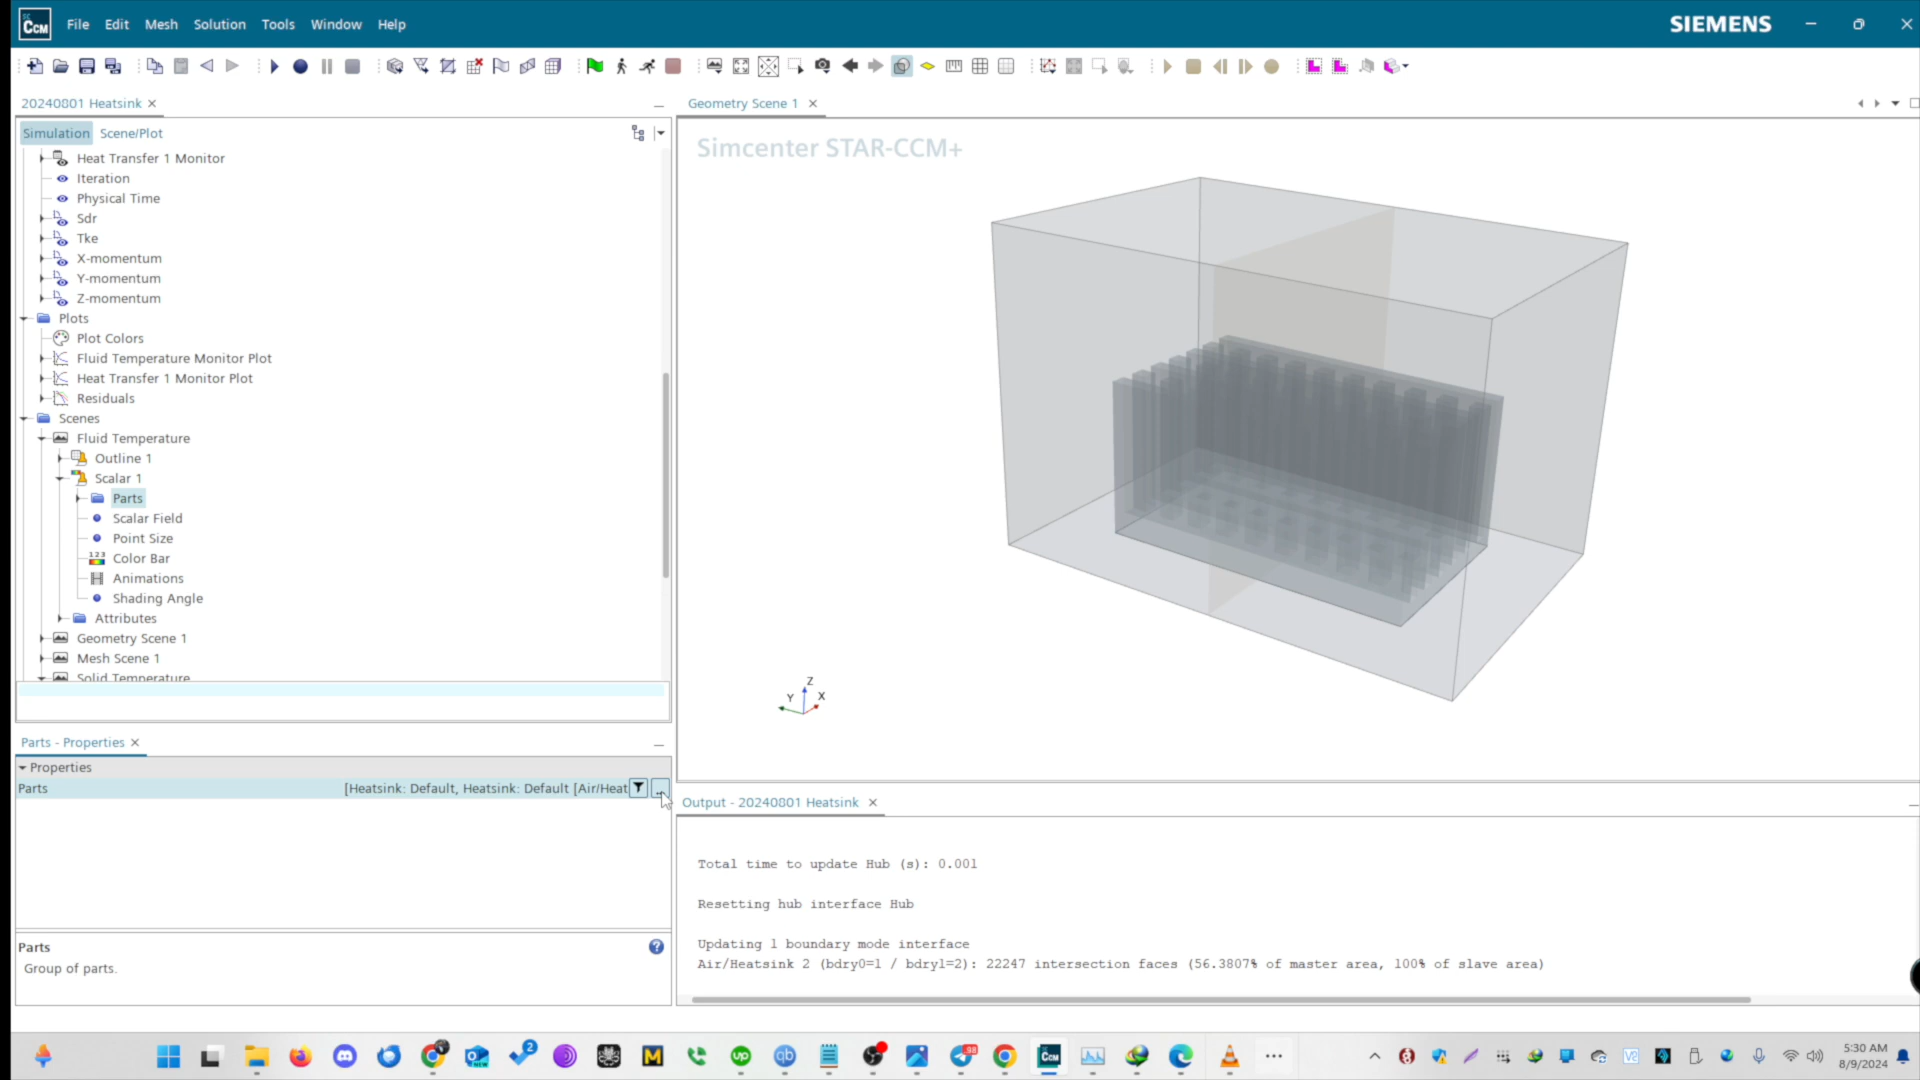 CCM File Edit Mesh Solution Tools Window Help SIEMENS
20240801 Heatsink
Geometry Scene 1
Simulation Scene/Plot
Simcenter STAR-CCM+
Heat Transfer 1 Monitor
Iteration
Physical Time
Sdr
Tke
X-momentum
Y-momentum
Z-momentum
Plots
Plot Colors
Fluid Temperature Monitor Plot
Heat Transfer 1 Monitor Plot
Residuals
Scenes
Fluid Temperature
Outline 1
Scalar 1
Parts
Scalar Field
Point Size
123 Color Bar
Animations
Shading Angle
Attributes
Geometry Scene 1
Mesh Scene 1
Solid Temperature
Z
Y X
Parts - Properties
Properties
Parts [Heatsink: Default, Heatsink: Default [Air/Heat
Output - 20240801 Heatsink
Total time to update Hub (s): 0.001
Resetting hub interface Hub
Updating 1 boundary mode interface
Air/Heatsink 2 (bdry0=1 / bdry1=2): 22247 intersection faces (56.3807% of master area, 100% of slave area)
Parts
Group of parts.
5:30 AM
8/9/2024